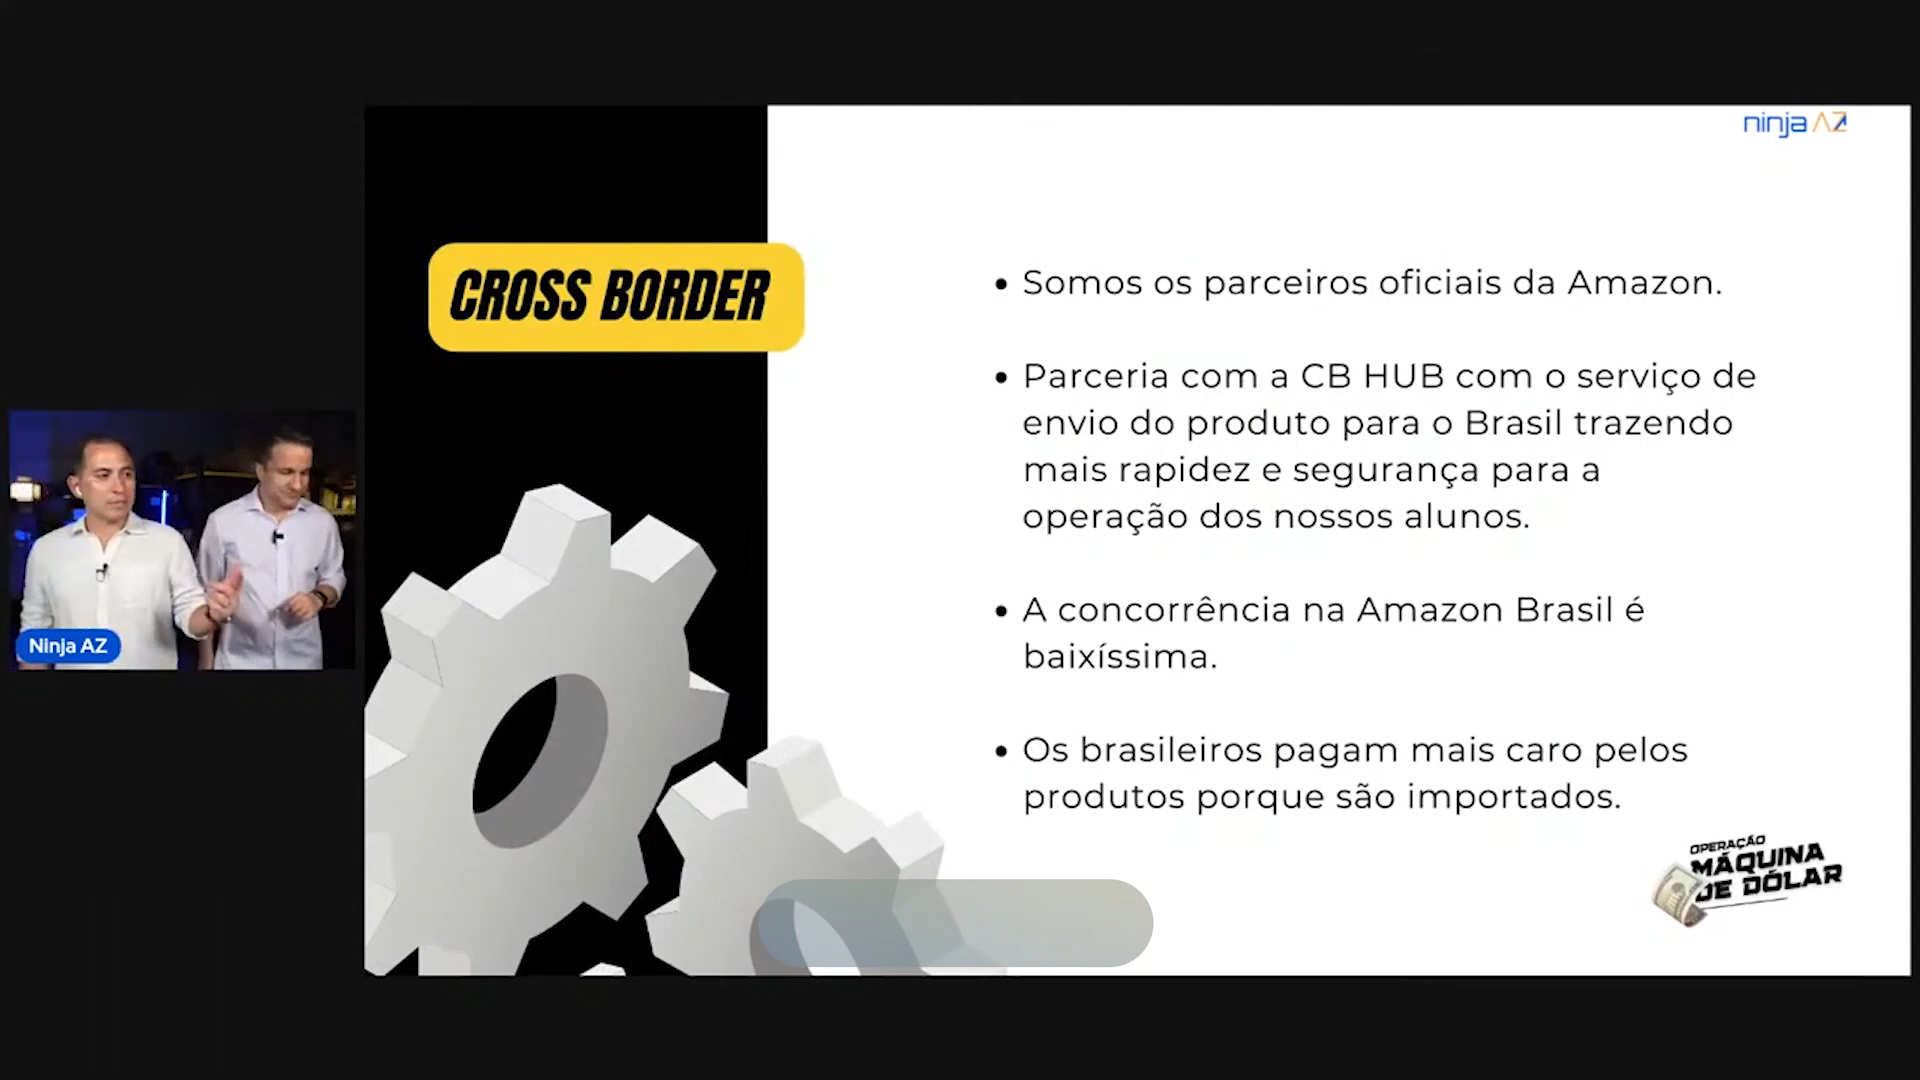 ninja AZ
CROSS BORDER
• Somos os parceiros oficiais da Amazon.
• Parceria com a CB HUB com o serviço de
envio do produto para o Brasil trazendo
mais rapidez e segurança para a
operação dos nossos alunos.
• A concorrência na Amazon Brasil é
baixíssima.
• Os brasileiros pagam mais caro pelos
produtos porque são importados.
Ninja AZ
OPERAÇÃO
MÁQUINA
DE DÓLAR